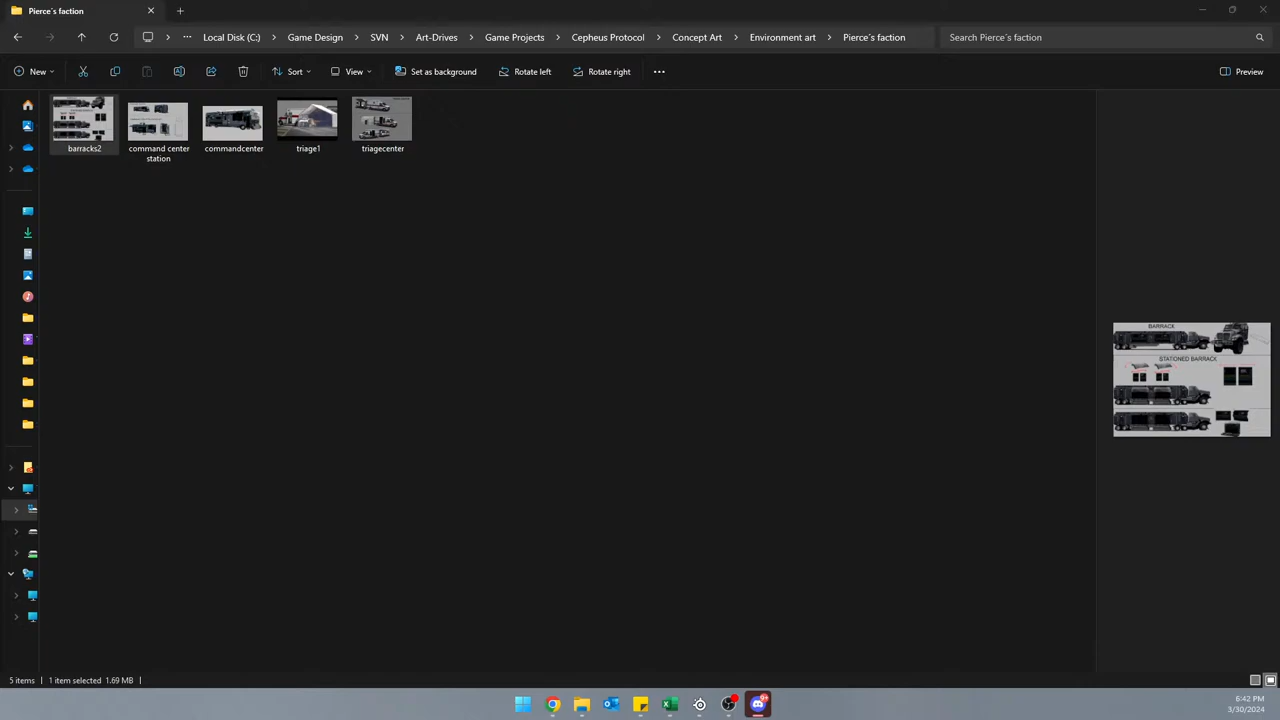 Pierce´s faction
Local Disk (C:)
Game Design
SVN
Art-Drives
Game Projects
Cepheus Protocol
Concept Art
Environment art
Pierce´s faction
Search Pierce´s faction
New
Sort
View
Set as background
Rotate left
Rotate right
Preview
barracks2
command center
station
commandcenter
triage1
triagecenter
BARRACK
STATIONED BARRACK
5 items
1 item selected 1.69 MB
9+
6:42 PM
3/30/2024